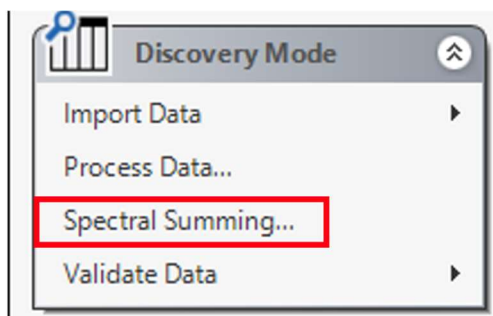 Discovery Mode
Import Data
Process Data...
Spectral Summing...
Validate Data